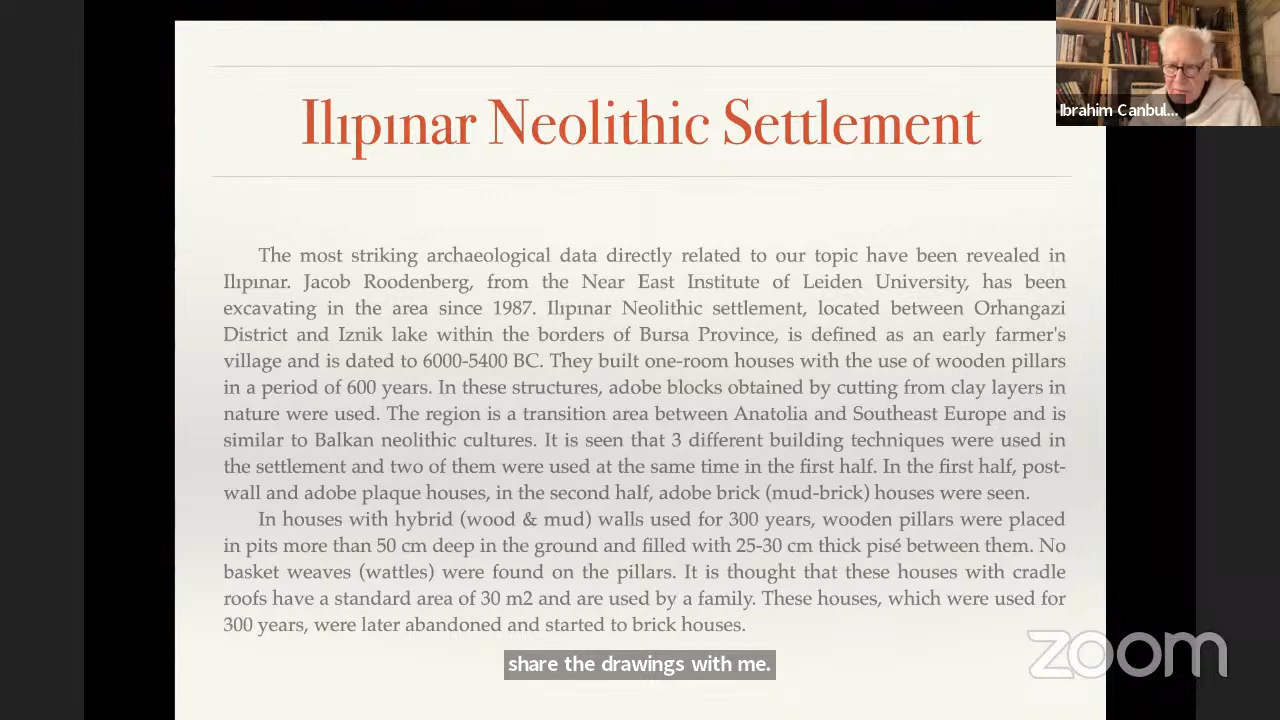 Ilıpınar Neolithic Settlement
Ibrahim Canbul...
The most striking archaeological data directly related to our topic have been revealed in
Ilıpınar. Jacob Roodenberg, from the Near East Institute of Leiden University, has been
excavating in the area since 1987. Ilıpınar Neolithic settlement, located between Orhangazi
District and Iznik lake within the borders of Bursa Province, is defined as an early farmer's
village and is dated to 6000-5400 BC. They built one-room houses with the use of wooden pillars
in a period of 600 years. In these structures, adobe blocks obtained by cutting from clay layers in
nature were used. The region is a transition area between Anatolia and Southeast Europe and is
similar to Balkan neolithic cultures. It is seen that 3 different building techniques were used in
the settlement and two of them were used at the same time in the first half. In the first half, post-
wall and adobe plaque houses, in the second half, adobe brick (mud-brick) houses were seen.
In houses with hybrid (wood & mud) walls used for 300 years, wooden pillars were placed
in pits more than 50 cm deep in the ground and filled with 25-30 cm thick pisé between them. No
basket weaves (wattles) were found on the pillars. It is thought that these houses with cradle
roofs have a standard area of 30 m2 and are used by a family. These houses, which were used for
300 years, were later abandoned and started to brick houses.
share the drawings with me.
zoom